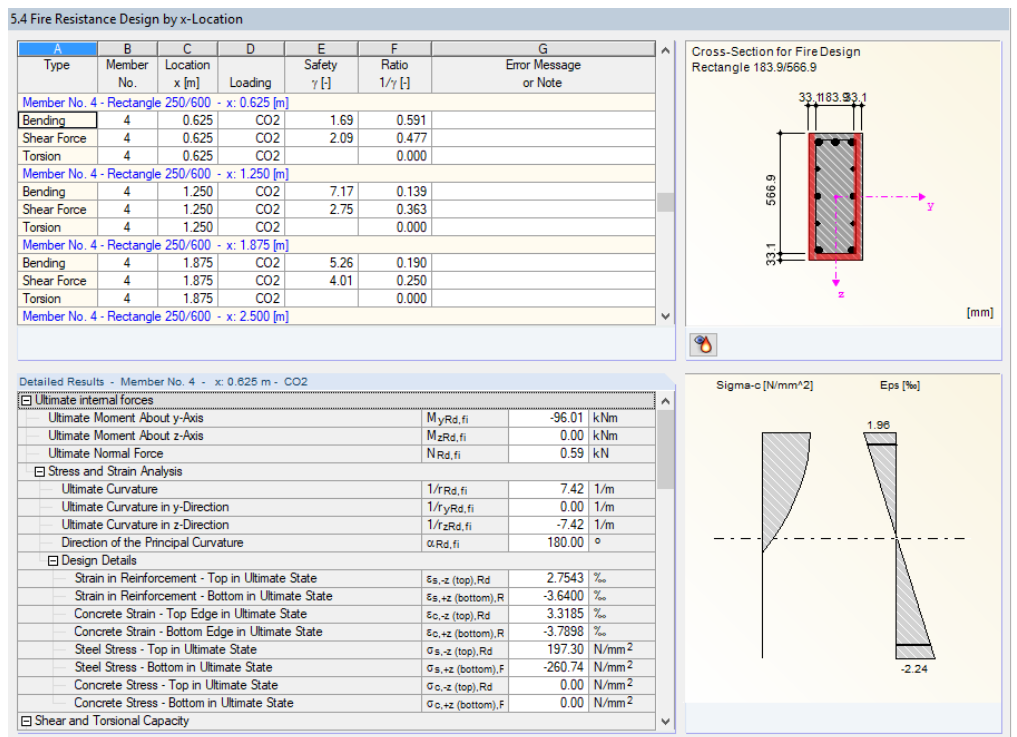 5.4 Fire Resistance Design by x-Location
A B C D E F G
Type Member Location Safety Ratio Error Message
No. x [m] Loading γ [-] 1/γ [-] or Note
Member No. 4 - Rectangle 250/600 - x: 0.625 [m]
Bending 4 0.625 CO2 1.69 0.591
Shear Force 4 0.625 CO2 2.09 0.477
Torsion 4 0.625 CO2 0.000
Member No. 4 - Rectangle 250/600 - x: 1.250 [m]
Bending 4 1.250 CO2 7.17 0.139
Shear Force 4 1.250 CO2 2.75 0.363
Torsion 4 1.250 CO2 0.000
Member No. 4 - Rectangle 250/600 - x: 1.875 [m]
Bending 4 1.875 CO2 5.26 0.190
Shear Force 4 1.875 CO2 4.01 0.250
Torsion 4 1.875 CO2 0.000
Member No. 4 - Rectangle 250/600 - x: 2.500 [m]
Cross-Section for Fire Design
Rectangle 183.9/566.9
33.1 183.9 33.1
566.9
y
33.1
z
[mm]
Detailed Results - Member No. 4 - x: 0.625 m - CO2
Ultimate internal forces
Ultimate Moment About y-Axis MyRd,fi -96.01 kNm
Ultimate Moment About z-Axis MzRd,fi 0.00 kNm
Ultimate Normal Force NRd,fi 0.59 kN
Stress and Strain Analysis
Ultimate Curvature 1/rRd,fi 7.42 1/m
Ultimate Curvature in y-Direction 1/ryRd,fi 0.00 1/m
Ultimate Curvature in z-Direction 1/rzRd,fi -7.42 1/m
Direction of the Principal Curvature αRd,fi 180.00 °
Design Details
Strain in Reinforcement - Top in Ultimate State εs,-z (top),Rd 2.7543 ‰
Strain in Reinforcement - Bottom in Ultimate State εs,+z (bottom),R -3.6400 ‰
Concrete Strain - Top Edge in Ultimate State εc,-z (top),Rd 3.3185 ‰
Concrete Strain - Bottom Edge in Ultimate State εc,+z (bottom),R -3.7898 ‰
Steel Stress - Top in Ultimate State σs,-z (top),Rd 197.30 N/mm2
Steel Stress - Bottom in Ultimate State σs,+z (bottom),F -260.74 N/mm2
Concrete Stress - Top in Ultimate State σc,-z (top),Rd 0.00 N/mm2
Concrete Stress - Bottom in Ultimate State σc,+z (bottom),F 0.00 N/mm2
Shear and Torsional Capacity
Sigma-c [N/mm^2] Eps [‰]
1.96
-2.24